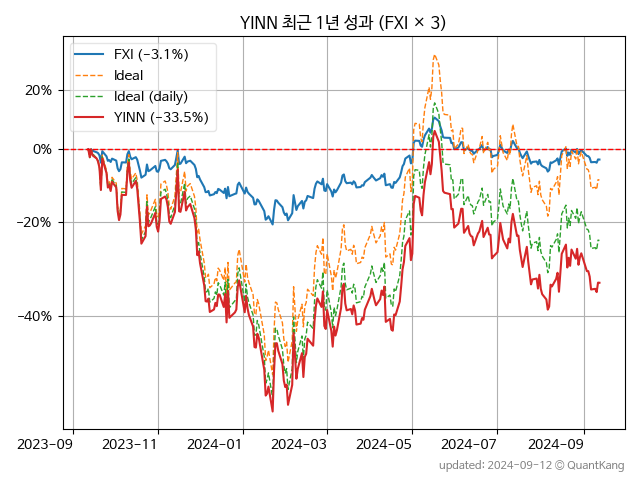 YINN 최근 1년 성과 (FXI × 3)
FXI (−3.1%)
Ideal
Ideal (daily)
YINN (−33.5%)
20%
0%
−20%
−40%
2023-09
2023-11
2024-01
2024-03
2024-05
2024-07
2024-09
updated: 2024-09-12 © QuantKang